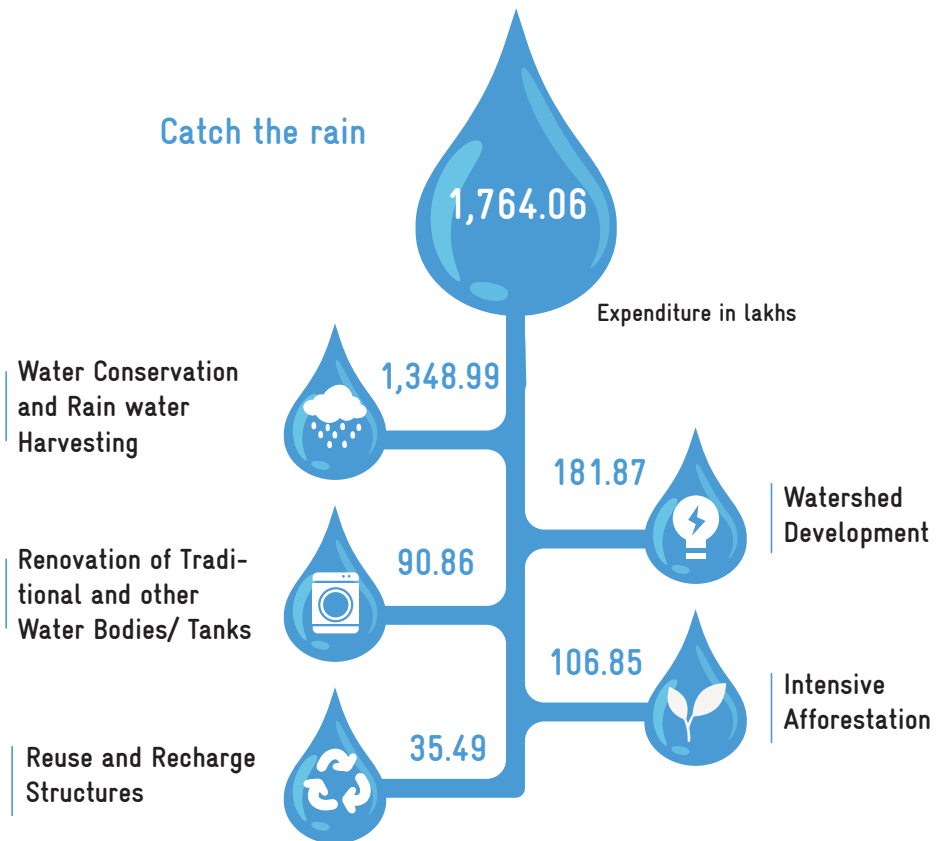 Catch the rain
1,764.06
Expenditure in lakhs
Water Conservation
and Rain water
Harvesting
1,348.99
181.87
Watershed
Development
Renovation of Tradi-
tional and other
Water Bodies/ Tanks
90.86
106.85
Intensive
Afforestation
Reuse and Recharge
Structures
35.49